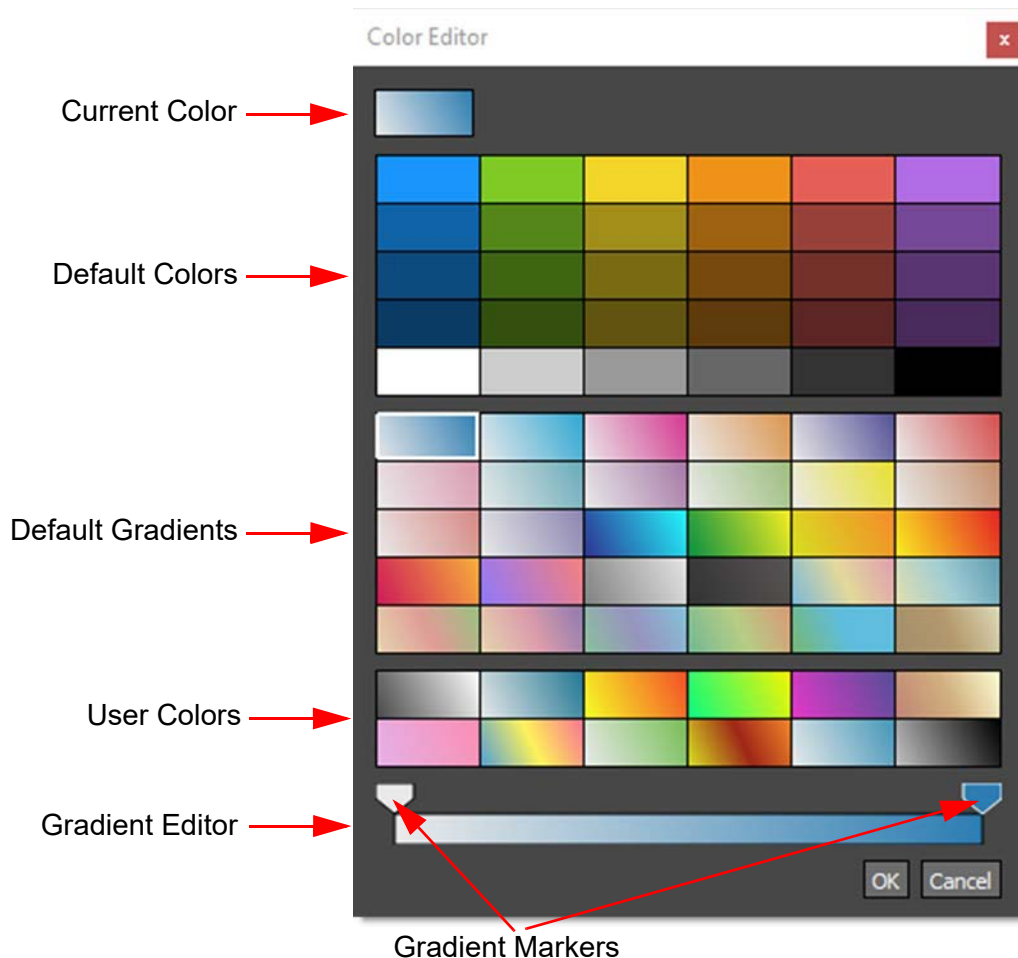 Color Editor
x
Current Color
Default Colors
Default Gradients
User Colors
Gradient Editor
OK
Cancel
Gradient Markers